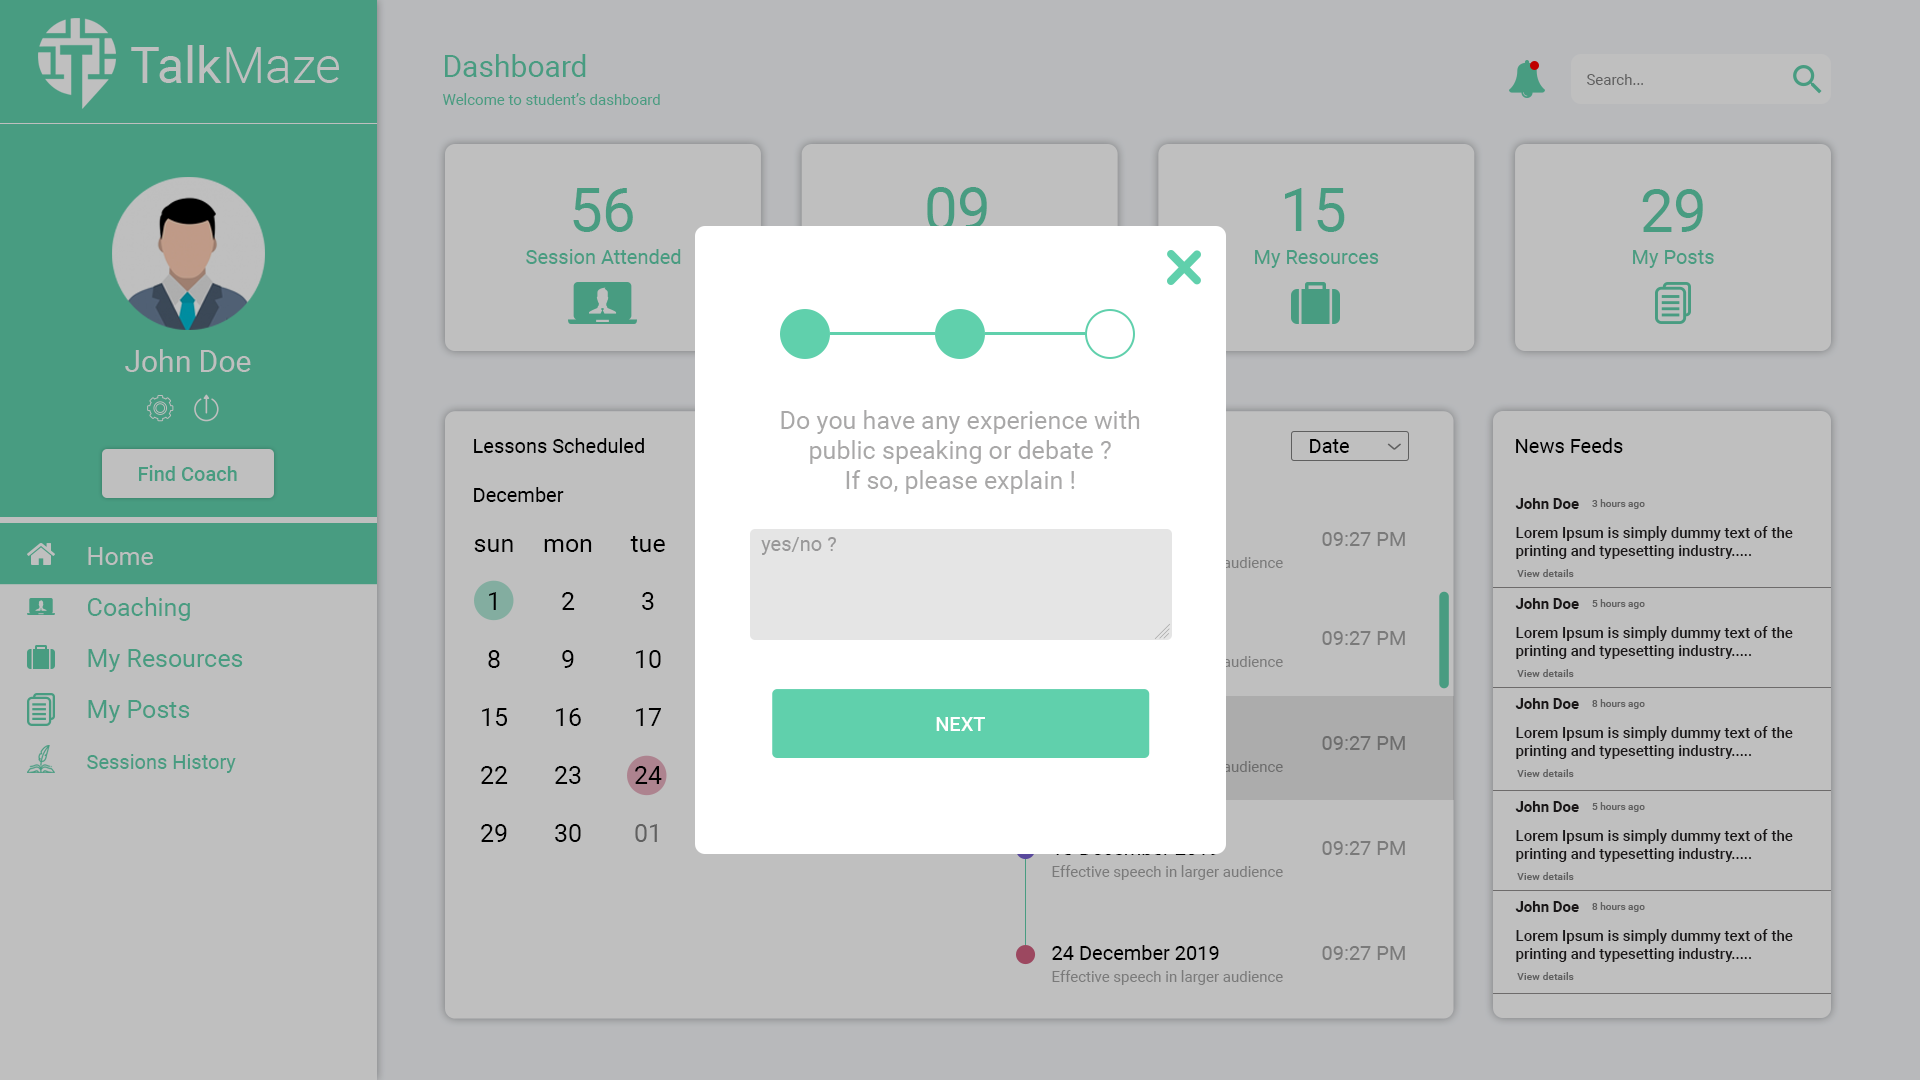 TalkMaze
John Doe
Find Coach
Home
Coaching
My Resources
My Posts
Sessions History
Dashboard
Welcome to student's dashboard
Search...
56
Session Attended
09
15
My Resources
29
My Posts
Do you have any experience with
public speaking or debate ?
If so, please explain !
yes/no ?
NEXT
Lessons Scheduled
December
sun mon tue
1 2 3
8 9 10
15 16 17
22 23 24
29 30 01
Date
09:27 PM
audience
09:27 PM
audience
09:27 PM
audience
December 2019
09:27 PM
Effective speech in larger audience
24 December 2019
09:27 PM
Effective speech in larger audience
News Feeds
John Doe 3 hours ago
Lorem Ipsum is simply dummy text of the
printing and typesetting industry.....
View details
John Doe 5 hours ago
Lorem Ipsum is simply dummy text of the
printing and typesetting industry.....
View details
John Doe 8 hours ago
Lorem Ipsum is simply dummy text of the
printing and typesetting industry.....
View details
John Doe 5 hours ago
Lorem Ipsum is simply dummy text of the
printing and typesetting industry.....
View details
John Doe 8 hours ago
Lorem Ipsum is simply dummy text of the
printing and typesetting industry.....
View details